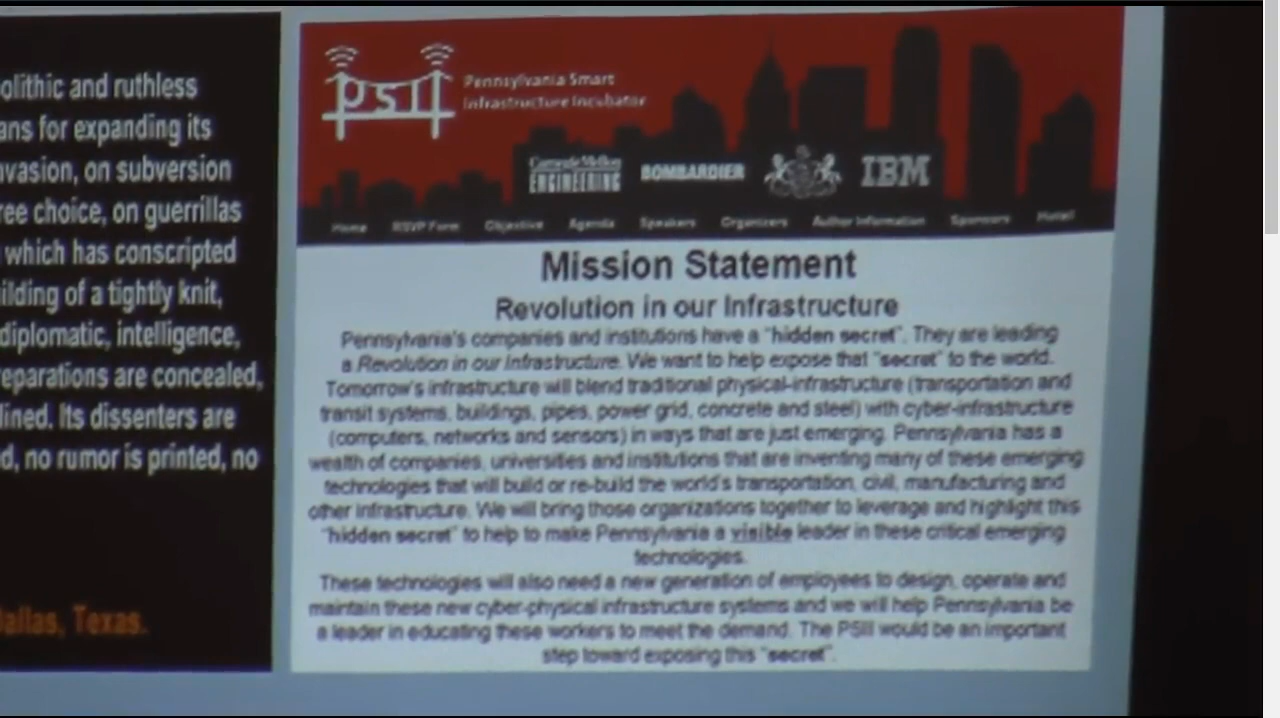 olithic and ruthless
ans for expanding its
nvasion, on subversion
ree choice, on guerrillas
which has conscripted
ilding of a tightly knit,
diplomatic, intelligence,
eparations are concealed,
lined. Its dissenters are
d, no rumor is printed, no
Dallas, Texas.
PSII
Pennsylvania Smart
Infrastructure Incubator
Carnegie Mellon
ENGINEERING
BOMBARDIER
IBM
Home RSVP Form Objective Agenda Speakers Organizers Author Information Sponsors Hotel
Mission Statement
Revolution in our Infrastructure
Pennsylvania's companies and institutions have a "hidden secret". They are leading
a Revolution in our Infrastructure. We want to help expose that "secret" to the world.
Tomorrow's infrastructure will blend traditional physical-infrastructure (transportation and
transit systems, buildings, pipes, power grid, concrete and steel) with cyber-infrastructure
(computers, networks and sensors) in ways that are just emerging. Pennsylvania has a
wealth of companies, universities and institutions that are inventing many of these emerging
technologies that will build or re-build the world's transportation, civil, manufacturing and
other infrastructure. We will bring those organizations together to leverage and highlight this
"hidden secret" to help to make Pennsylvania a visible leader in these critical emerging
technologies.
These technologies will also need a new generation of employees to design, operate and
maintain these new cyber-physical infrastructure systems and we will help Pennsylvania be
a leader in educating these workers to meet the demand. The PSII would be an important
step toward exposing this "secret".